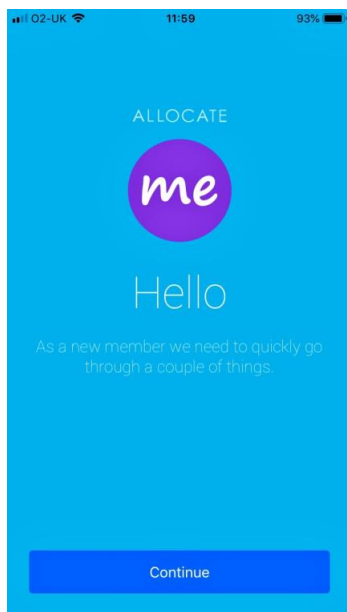 O2-UK 11:59 93%
ALLOCATE
me
Hello
As a new member we need to quickly go
through a couple of things.
Continue